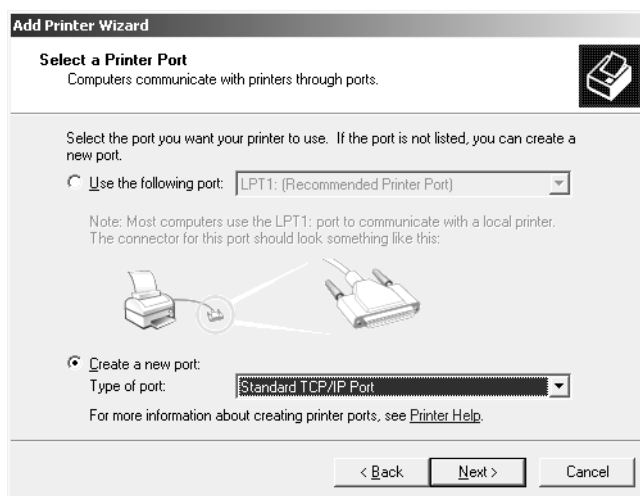 Add Printer Wizard
Select a Printer Port
Computers communicate with printers through ports.
Select the port you want your printer to use. If the port is not listed, you can create a
new port.
Use the following port: LPT1: (Recommended Printer Port)
Note: Most computers use the LPT1: port to communicate with a local printer.
The connector for this port should look something like this:
Create a new port:
Type of port: Standard TCP/IP Port
For more information about creating printer ports, see Printer Help.
< Back Next > Cancel